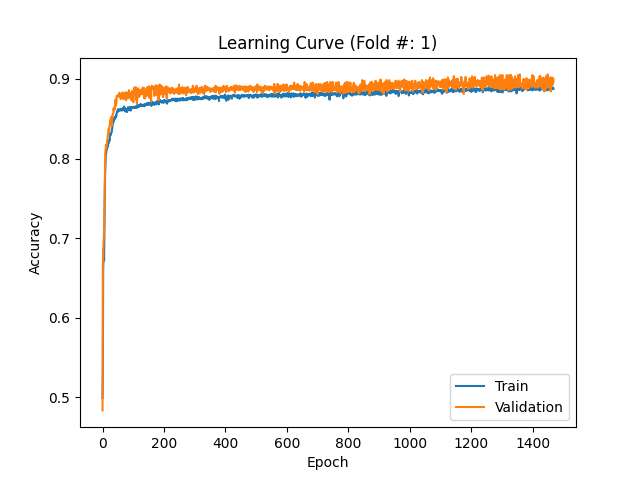 Learning Curve (Fold #: 1)
0.9
0.8
0.7
0.6
0.5
Accuracy
0 200 400 600 800 1000 1200 1400
Epoch
Train
Validation